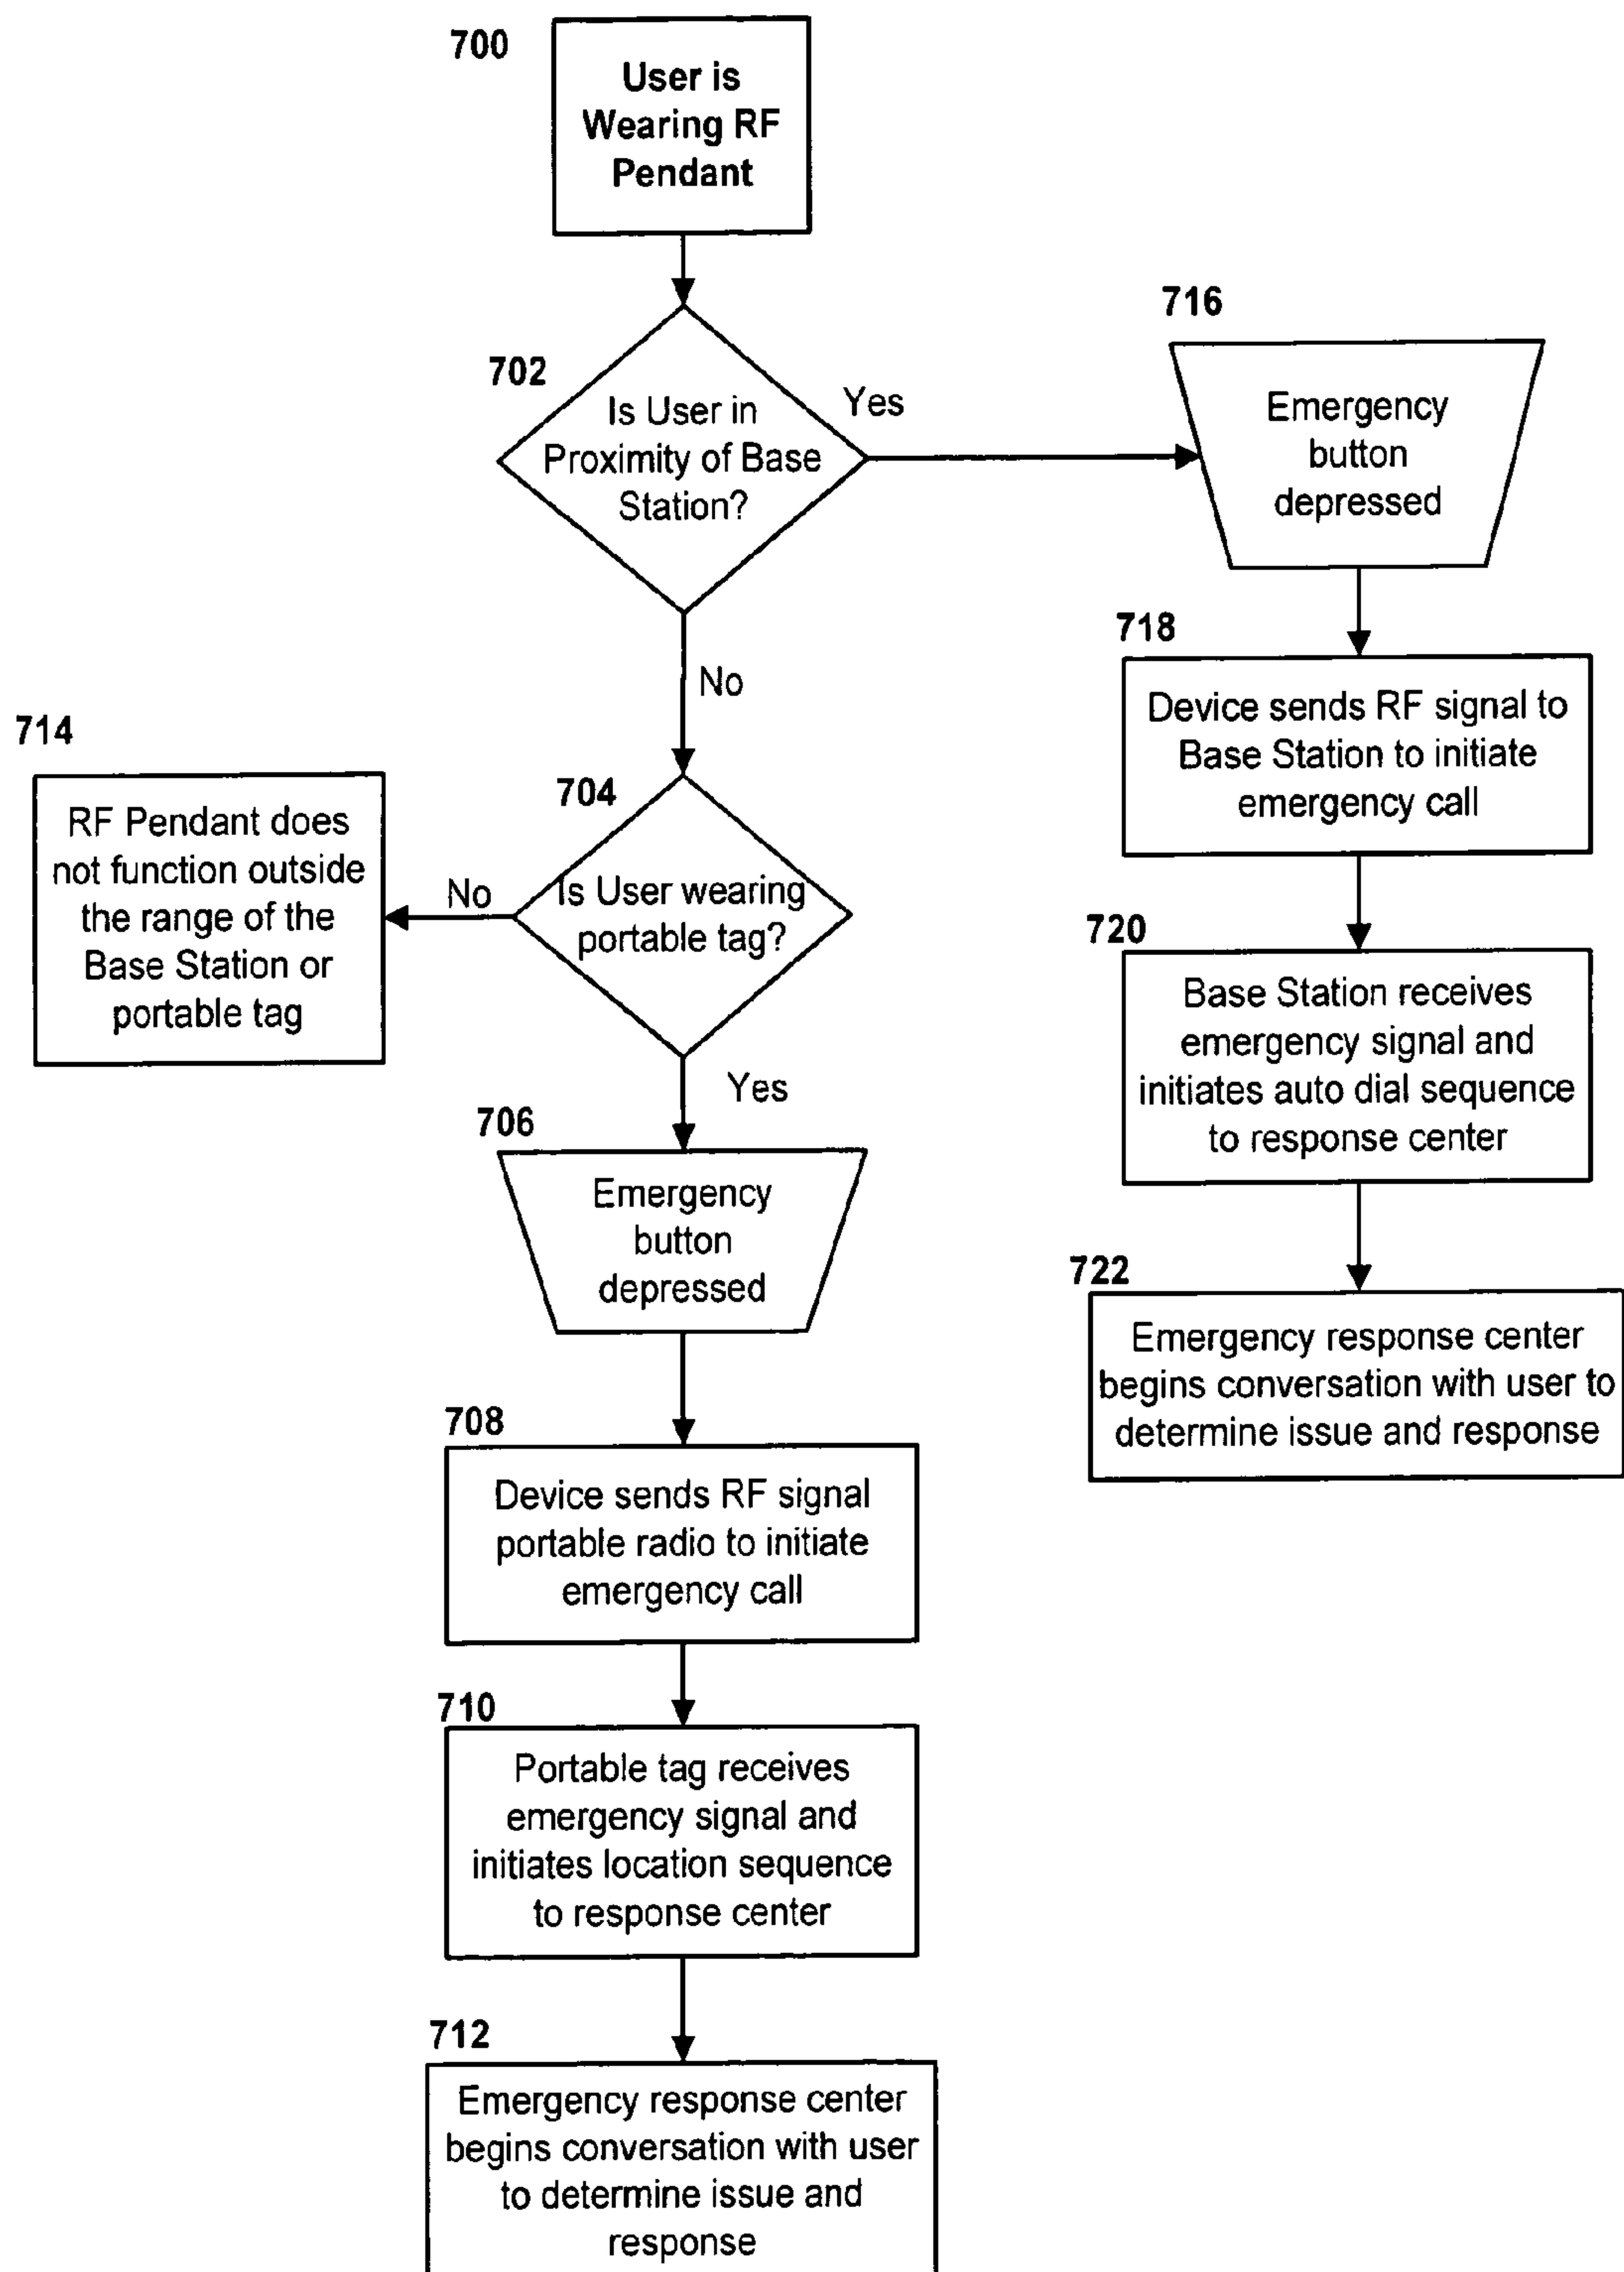 700
User is
Wearing RF
Pendant
702
Is User in
Proximity of Base
Station?
Yes
No
716
Emergency
button
depressed
718
Device sends RF signal to
Base Station to initiate
emergency call
720
Base Station receives
emergency signal and
initiates auto dial sequence
to response center
722
Emergency response center
begins conversation with user to
determine issue and response
704
Is User wearing
portable tag?
No
Yes
714
RF Pendant does
not function outside
the range of the
Base Station or
portable tag
706
Emergency
button
depressed
708
Device sends RF signal
portable radio to initiate
emergency call
710
Portable tag receives
emergency signal and
initiates location sequence
to response center
712
Emergency response center
begins conversation with user
to determine issue and
response